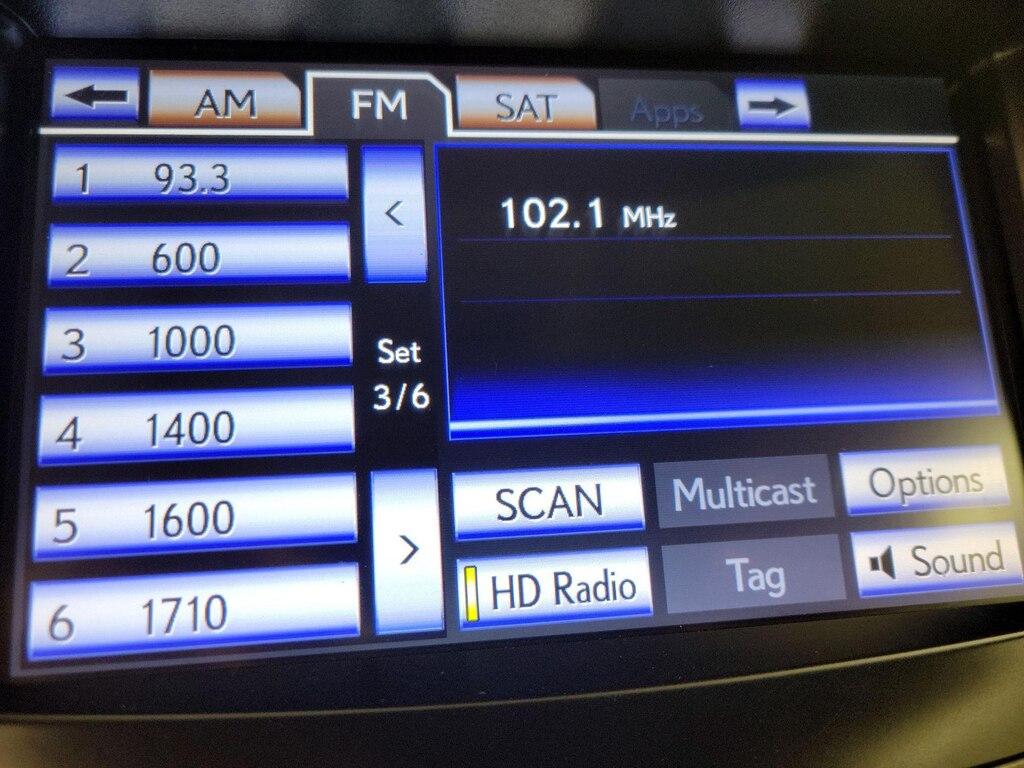 AM FM SAT Apps
1 93.3
2 600
3 1000
4 1400
5 1600
6 1710
<
Set
3/6
>
102.1 MHz
SCAN Multicast Options
HD Radio Tag Sound